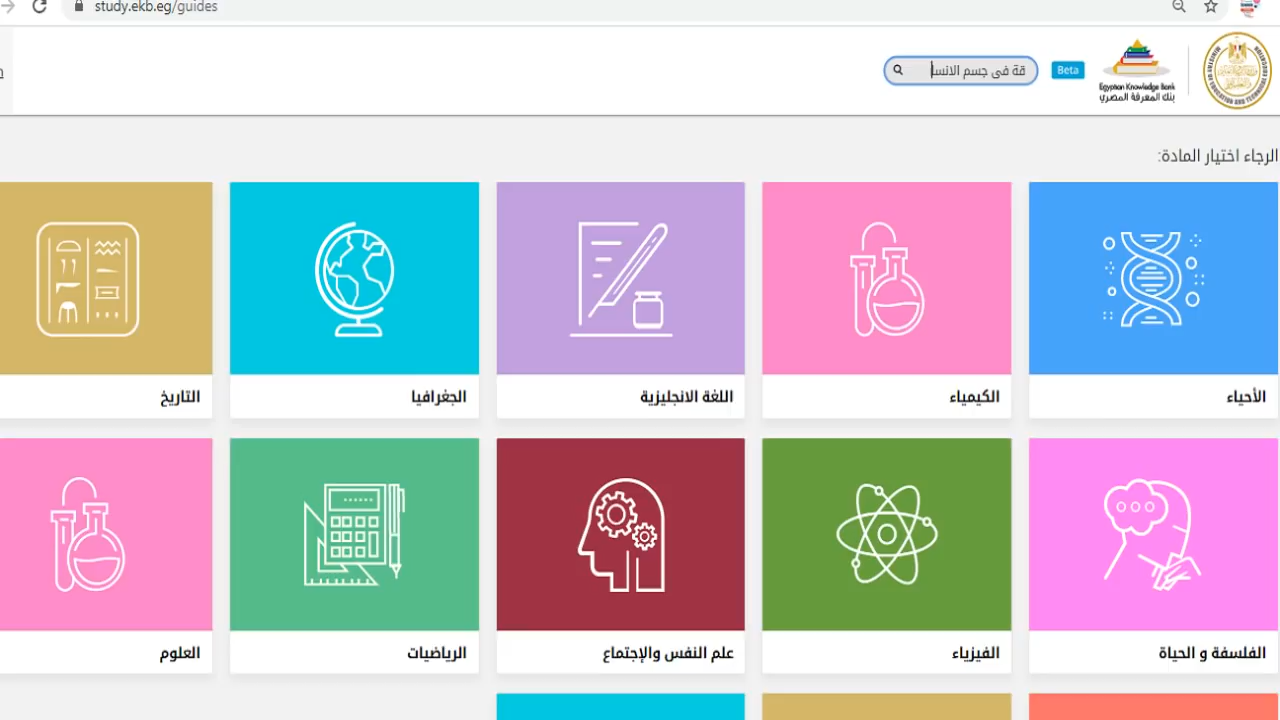 study.ekb.eg/guides
قة فى جسم الانسا
Beta
Egyptian Knowledge Bank
بنك المعرفة المصري
الرجاء اختيار المادة:
الأحياء
الكيمياء
اللغة الانجليزية
الجغرافيا
التاريخ
الفلسفة و الحياة
الفيزياء
علم النفس والإجتماع
الرياضيات
العلوم